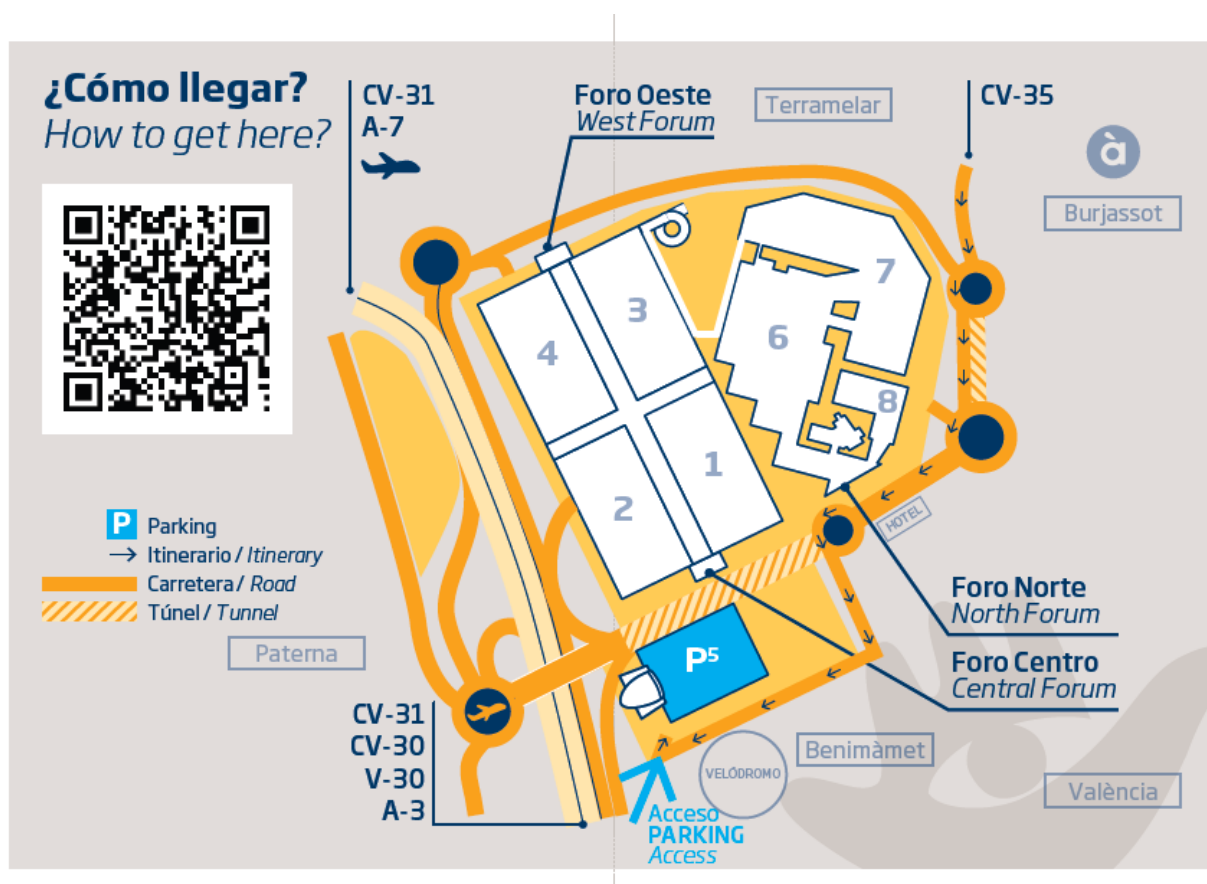 ¿Cómo llegar?
How to get here?
CV-31
A-7
Foro Oeste
West Forum
Terramelar
CV-35
à
Burjassot
7
3
6
4
8
1
2
HOTEL
P Parking
→ Itinerario / Itinerary
Carretera / Road
Túnel / Tunnel
Foro Norte
North Forum
Paterna
P5
Foro Centro
Central Forum
CV-31
CV-30
V-30
A-3
Benimàmet
VELÓDROMO
València
Acceso
PARKING
Access